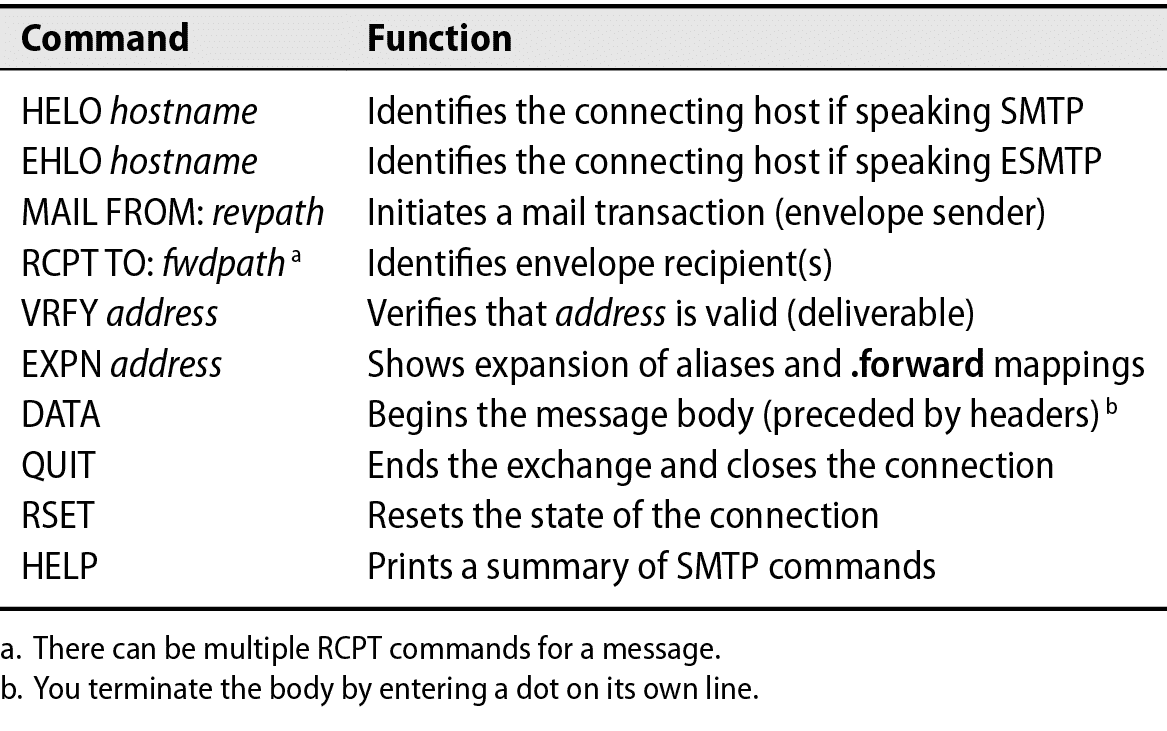 Command Function
HELO hostname Identifies the connecting host if speaking SMTP
EHLO hostname Identifies the connecting host if speaking ESMTP
MAIL FROM: revpath Initiates a mail transaction (envelope sender)
RCPT TO: fwdpath a Identifies envelope recipient(s)
VRFY address Verifies that address is valid (deliverable)
EXPN address Shows expansion of aliases and .forward mappings
DATA Begins the message body (preceded by headers) b
QUIT Ends the exchange and closes the connection
RSET Resets the state of the connection
HELP Prints a summary of SMTP commands
a. There can be multiple RCPT commands for a message.
b. You terminate the body by entering a dot on its own line.